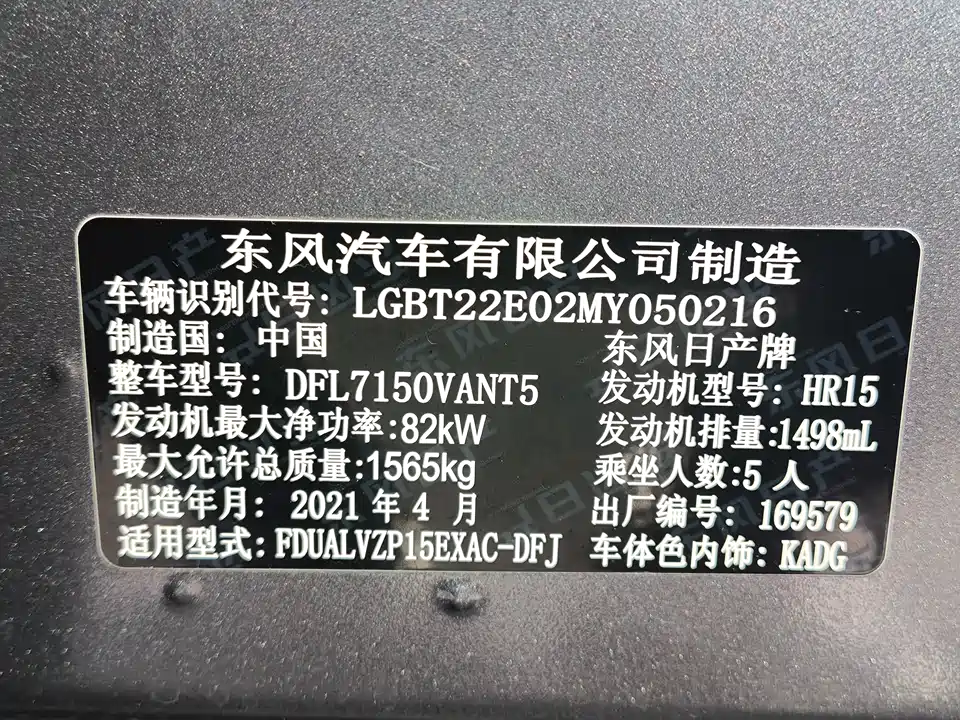 东风汽车有限公司制造
车辆识别代号: LGBT22E02MY050216
制造国: 中国 东风日产牌
整车型号: DFL7150VANT5 发动机型号: HR15
发动机最大净功率:82kW 发动机排量:1498mL
最大允许总质量:1565kg 乘坐人数:5 人
制造年月: 2021 年 4 月 出厂编号: 169579
适用型式: FDUALVZP15EXAC-DFJ 车体色内饰: KADG